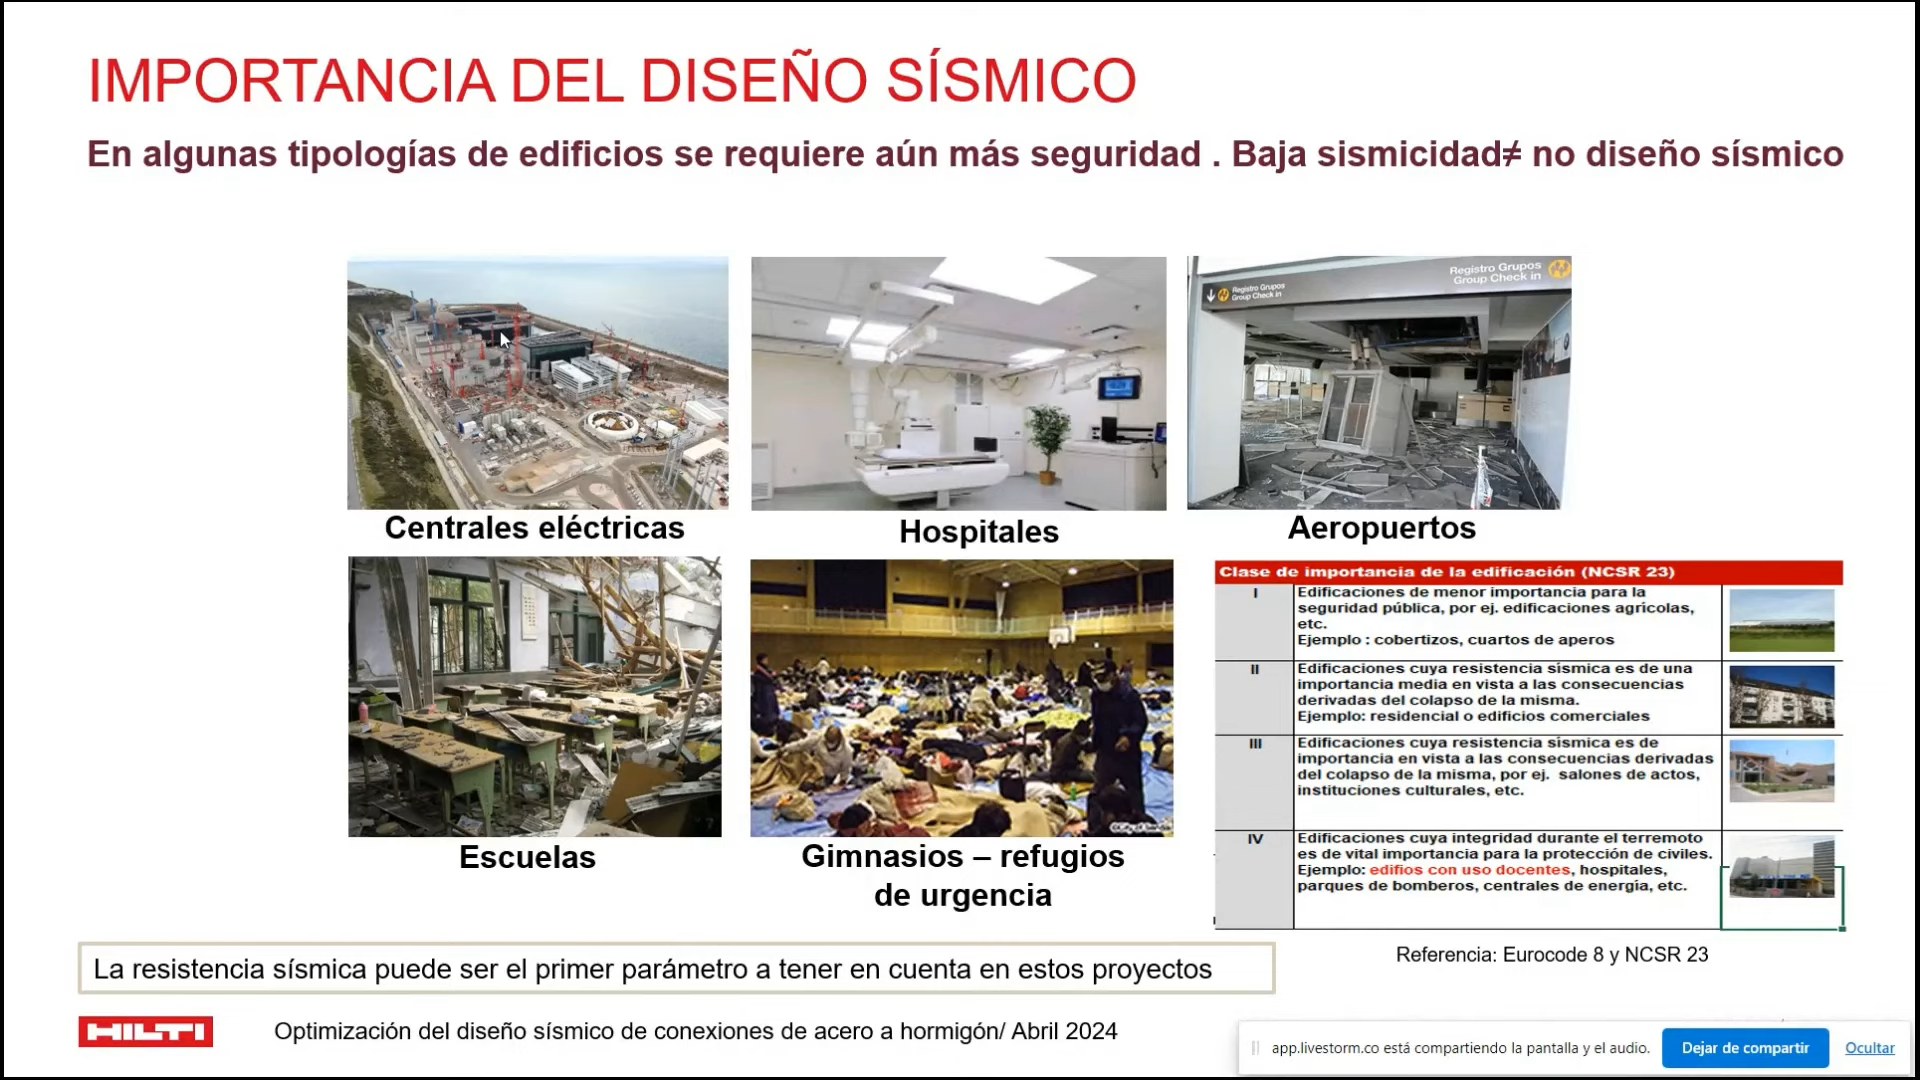 IMPORTANCIA DEL DISEÑO SÍSMICO
En algunas tipologías de edificios se requiere aún más seguridad . Baja sismicidad≠ no diseño sísmico
Registro Grupos
Group Check in
Registro Grupos
Group Check in
Centrales eléctricas
Hospitales
Aeropuertos
Escuelas
Gimnasios – refugios
de urgencia
Clase de importancia de la edificación (NCSR 23)
I
Edificaciones de menor importancia para la
seguridad pública, por ej. edificaciones agrícolas,
etc.
Ejemplo : cobertizos, cuartos de aperos
II
Edificaciones cuya resistencia sísmica es de una
importancia media en vista a las consecuencias
derivadas del colapso de la misma.
Ejemplo: residencial o edificios comerciales
III
Edificaciones cuya resistencia sísmica es de
importancia en vista a las consecuencias derivadas
del colapso de la misma, por ej. salones de actos,
instituciones culturales, etc.
IV
Edificaciones cuya integridad durante el terremoto
es de vital importancia para la protección de civiles.
Ejemplo: edifios con uso docentes, hospitales,
parques de bomberos, centrales de energía, etc.
Referencia: Eurocode 8 y NCSR 23
La resistencia sísmica puede ser el primer parámetro a tener en cuenta en estos proyectos
HILTI
Optimización del diseño sísmico de conexiones de acero a hormigón/ Abril 2024
app.livestorm.co está compartiendo la pantalla y el audio.
Dejar de compartir
Ocultar